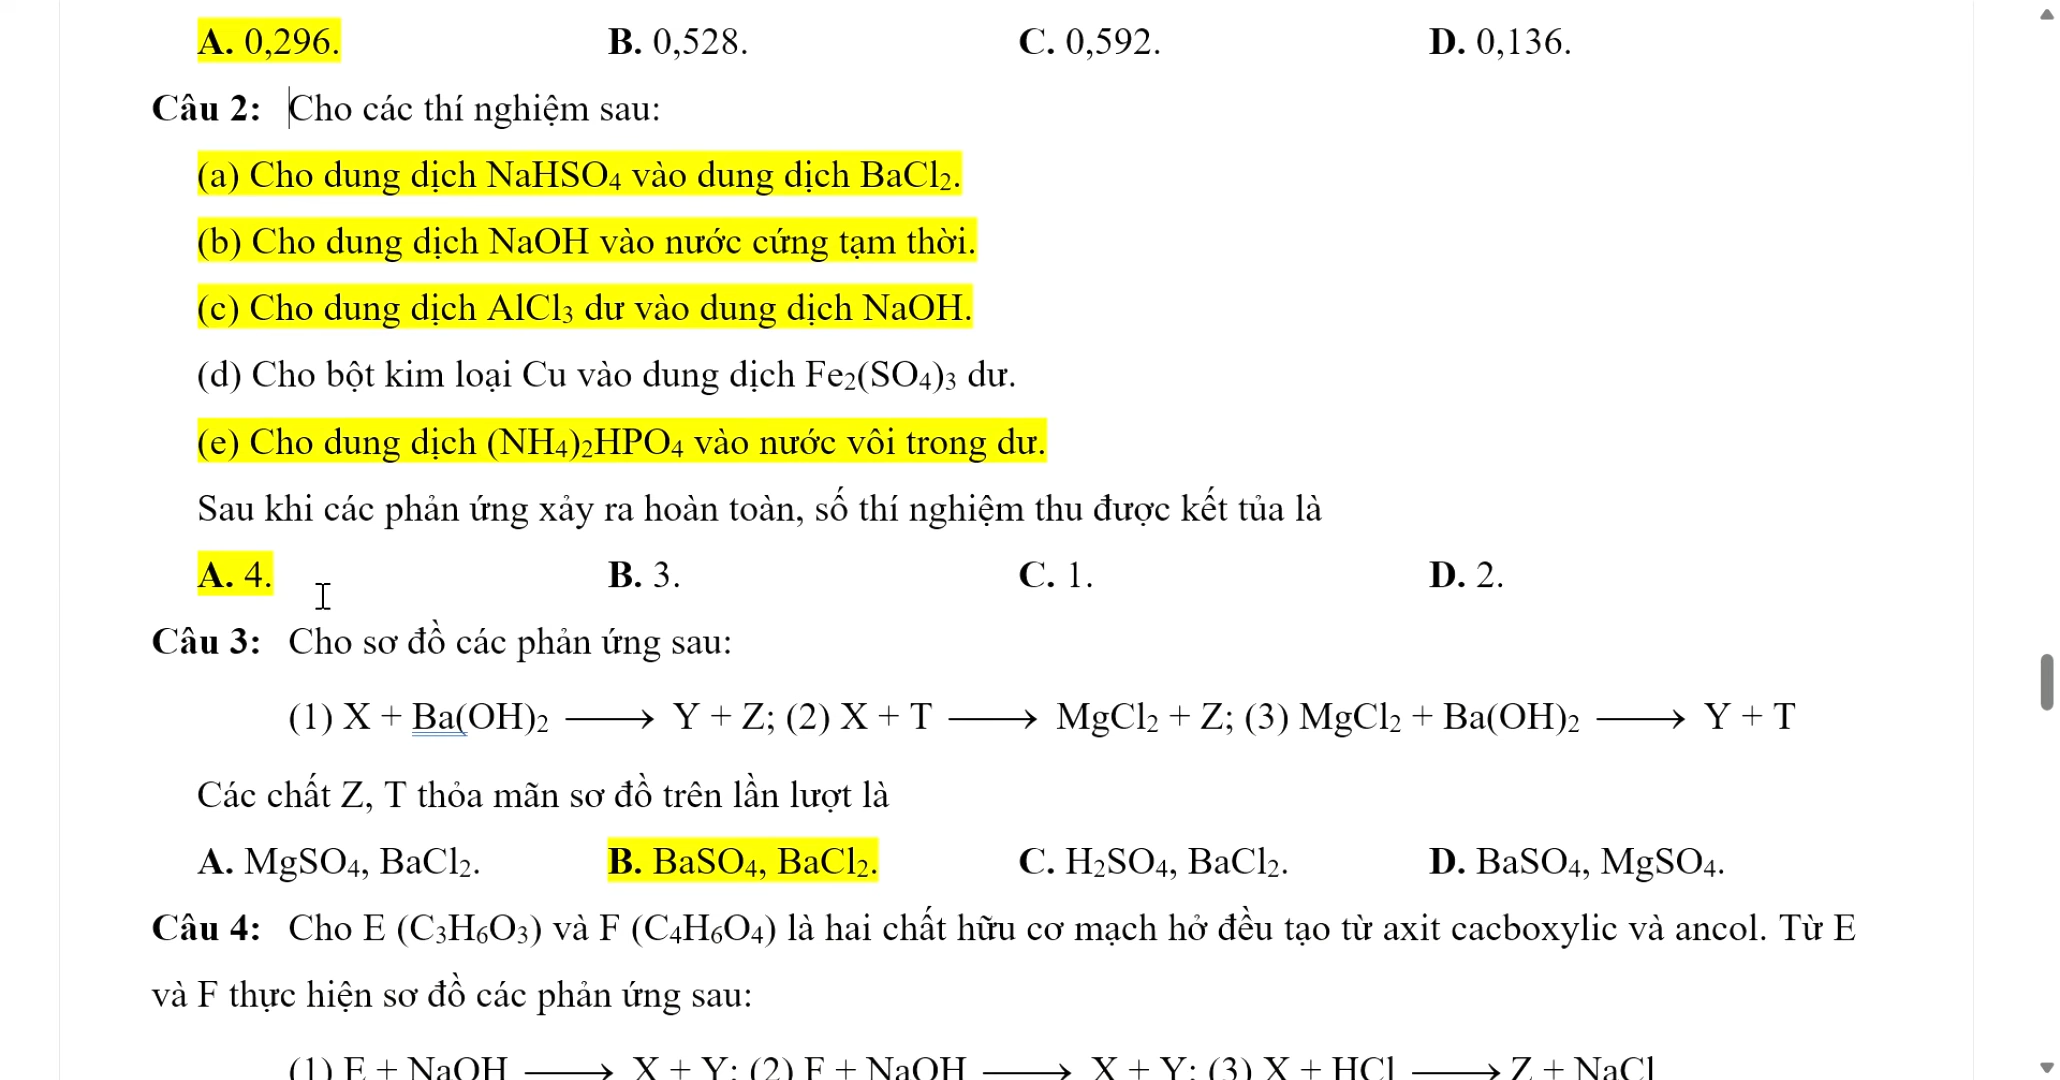 A. 0,296. B. 0,528. C. 0,592. D. 0,136.
Câu 2: Cho các thí nghiệm sau:
(a) Cho dung dịch NaHSO₄ vào dung dịch BaCl₂.
(b) Cho dung dịch NaOH vào nước cứng tạm thời.
(c) Cho dung dịch AlCl₃ dư vào dung dịch NaOH.
(d) Cho bột kim loại Cu vào dung dịch Fe₂(SO₄)₃ dư.
(e) Cho dung dịch (NH₄)₂HPO₄ vào nước vôi trong dư.
Sau khi các phản ứng xảy ra hoàn toàn, số thí nghiệm thu được kết tủa là
A. 4. B. 3. C. 1. D. 2.
Câu 3: Cho sơ đồ các phản ứng sau:
(1) X + Ba(OH)₂ ⟶ Y + Z; (2) X + T ⟶ MgCl₂ + Z; (3) MgCl₂ + Ba(OH)₂ ⟶ Y + T
Các chất Z, T thỏa mãn sơ đồ trên lần lượt là
A. MgSO₄, BaCl₂. B. BaSO₄, BaCl₂. C. H₂SO₄, BaCl₂. D. BaSO₄, MgSO₄.
Câu 4: Cho E (C₃H₆O₃) và F (C₄H₆O₄) là hai chất hữu cơ mạch hở đều tạo từ axit cacboxylic và ancol. Từ E
và F thực hiện sơ đồ các phản ứng sau:
(1) E + NaOH ⟶ X + Y; (2) F + NaOH ⟶ X + Y; (3) X + HCl ⟶ Z + NaCl